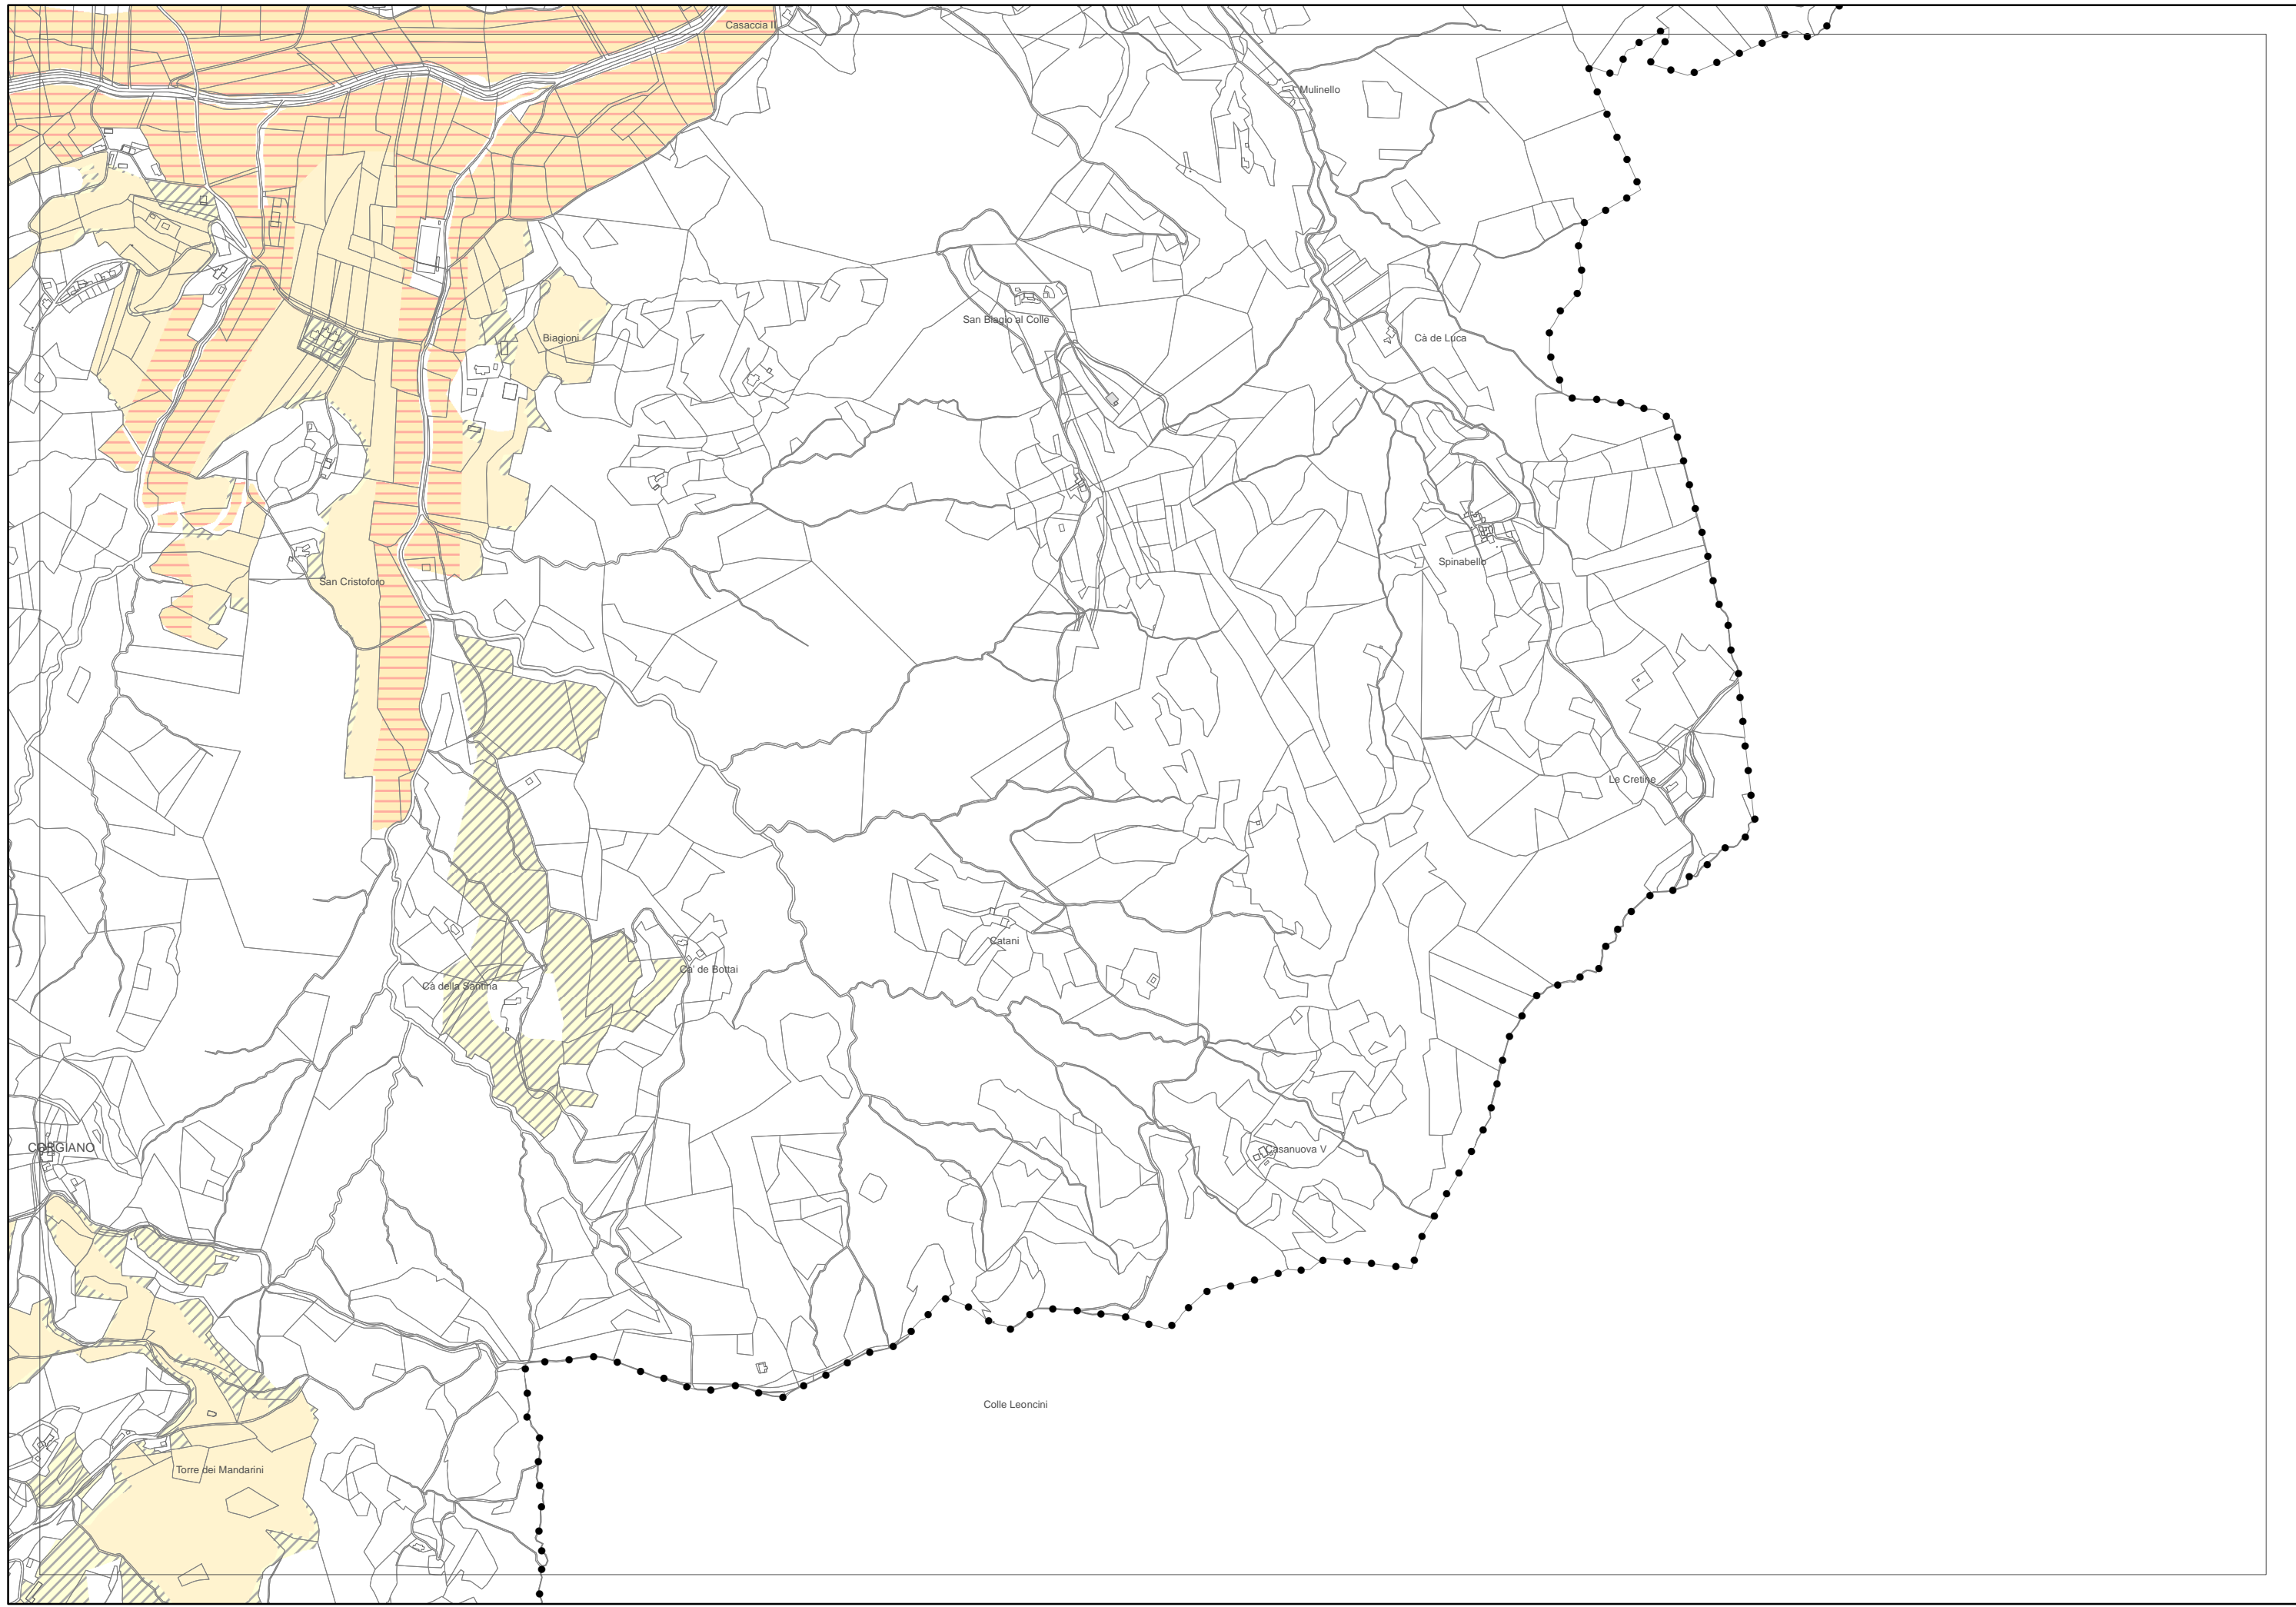 Casaccia II
Mulinello
San Biagio al Colle
Biagioni
Cà de Luca
Spinabello
San Cristoforo
Le Cretine
Catani
Ca' de Bottai
Cà della Santina
CORGIANO
Casanuova V
Colle Leoncini
Torre dei Mandarini